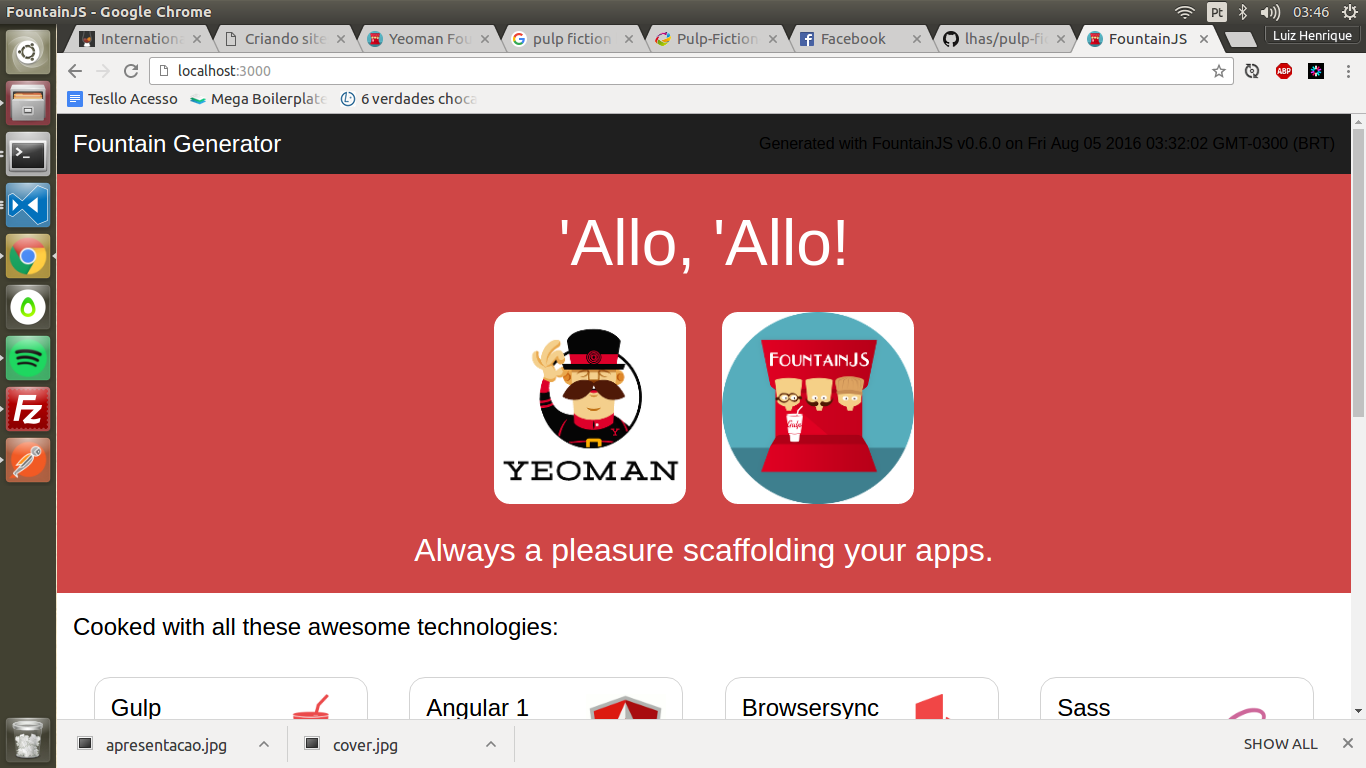 FountainJS - Google Chrome
Pt
03:46
Internationa
Criando site
Yeoman Fou
pulp fiction
Pulp-Fiction
Facebook
lhas/pulp-fi
FountainJS
Luiz Henrique
localhost:3000
ABP
Tesllo Acesso
Mega Boilerplate
6 verdades choca
Fountain Generator
Generated with FountainJS v0.6.0 on Fri Aug 05 2016 03:32:02 GMT-0300 (BRT)
'Allo, 'Allo!
YEOMAN
FOUNTAINJS
Gulp
Always a pleasure scaffolding your apps.
Cooked with all these awesome technologies:
Gulp
Angular 1
Browsersync
Sass
apresentacao.jpg
cover.jpg
SHOW ALL
Fz